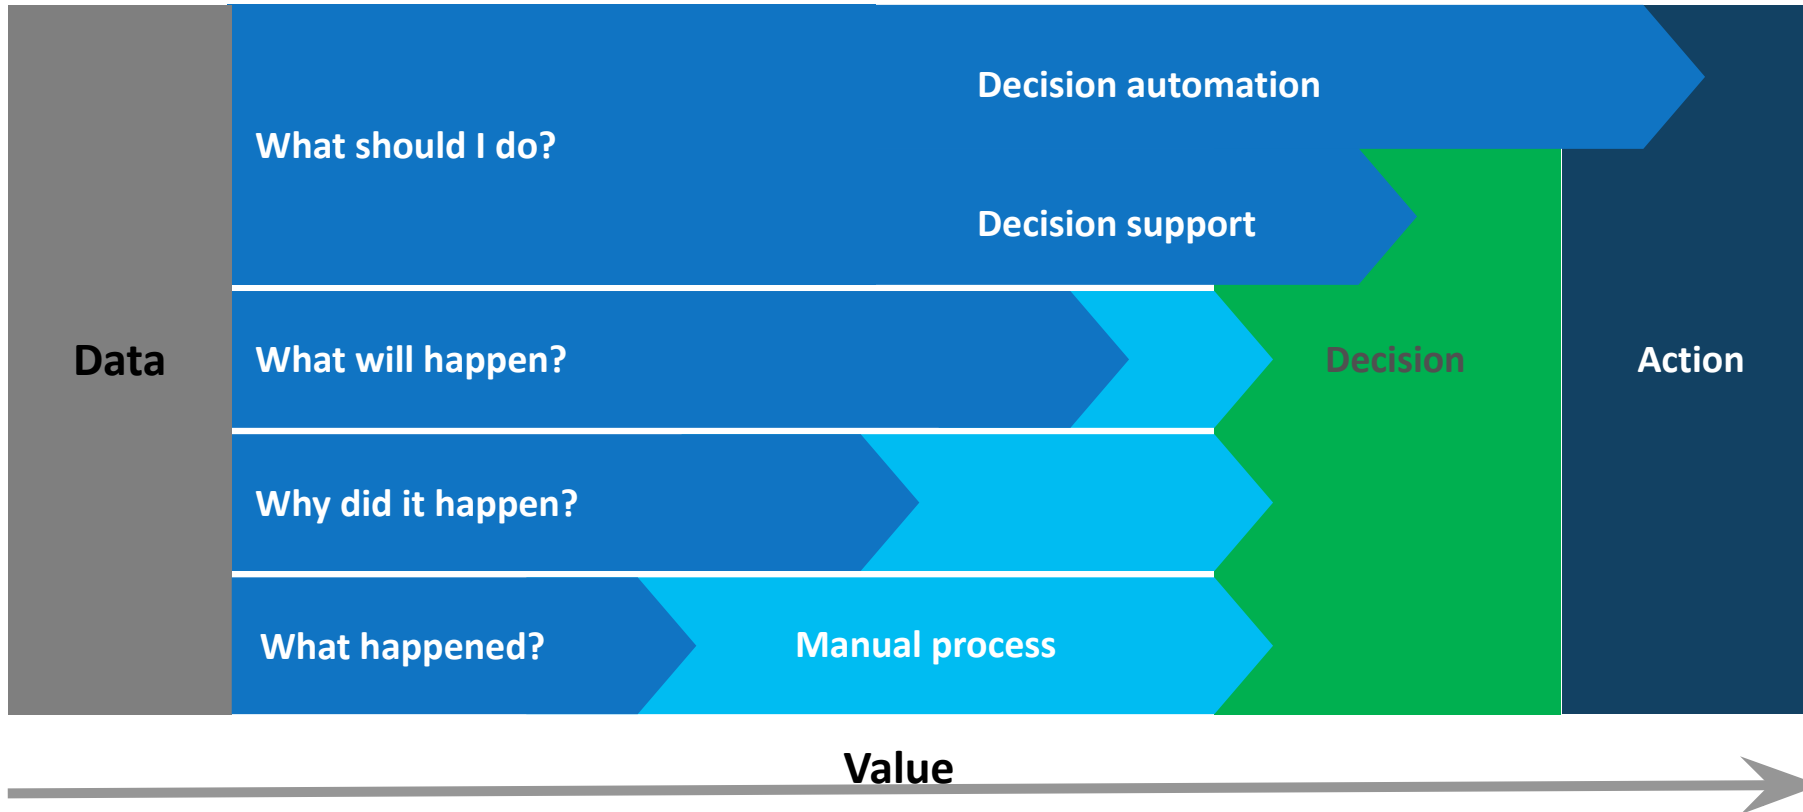 Decision automation
What should I do?
Decision support
Data
What will happen?
Decision
Action
Why did it happen?
What happened?
Manual process
Value